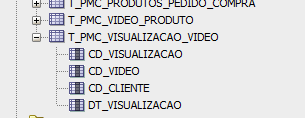 T_PMC_PRODUTOS_PEDIDO_COMPRA
T_PMC_VIDEO_PRODUTO
T_PMC_VISUALIZACAO_VIDEO
CD_VISUALIZACAO
CD_VIDEO
CD_CLIENTE
DT_VISUALIZACAO